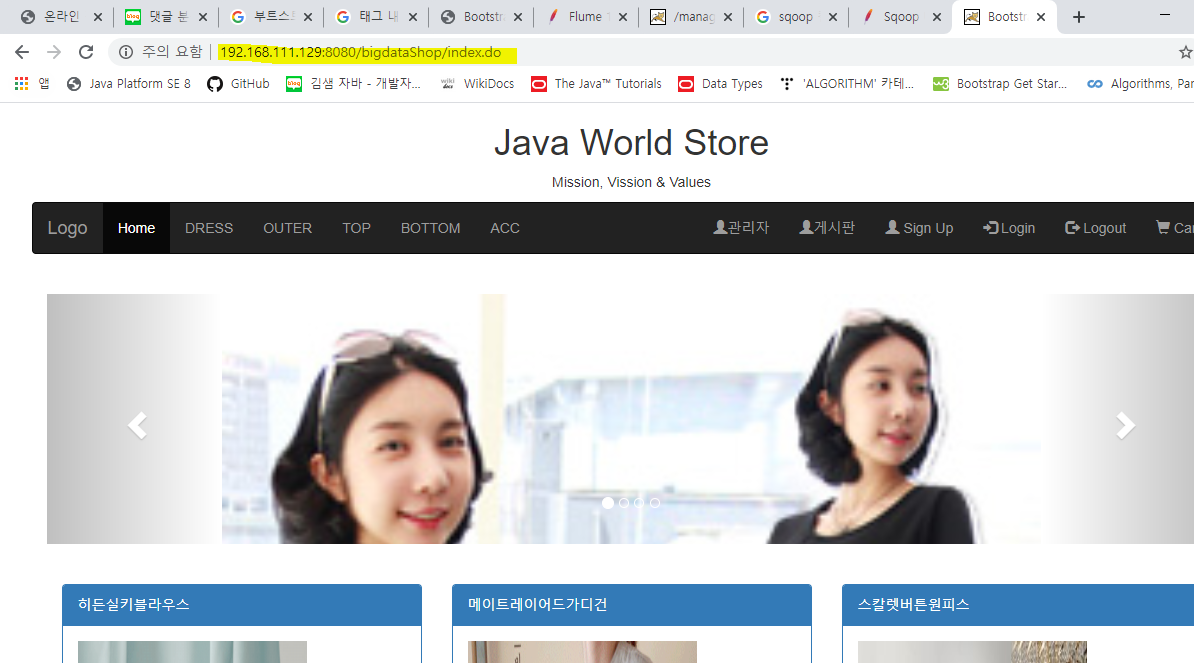 온라인 댓글 분 부트스 태그 내 Bootstr Flume /manag sqoop Sqoop Bootstr
주의 요함 192.168.111.129:8080/bigdataShop/index.do
앱 Java Platform SE 8 GitHub blog 김샘 자바 - 개발자... wiki WikiDocs The Java™ Tutorials Data Types 'ALGORITHM' 카테... w3 Bootstrap Get Star... Algorithms, Par
Java World Store
Mission, Vission & Values
Logo Home DRESS OUTER TOP BOTTOM ACC 관리자 게시판 Sign Up Login Logout Car
히든실키블라우스 메이트레이어드가디건 스칼렛버튼원피스